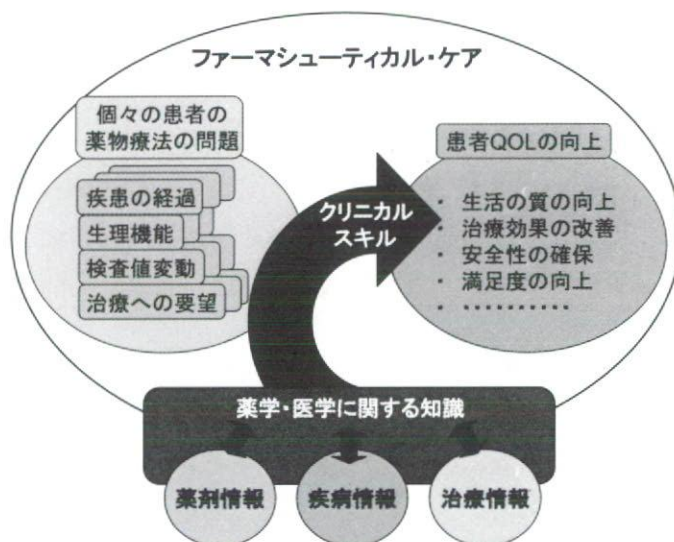 ファーマシューティカル・ケア
個々の患者の
薬物療法の問題
疾患の経過
生理機能
検査値変動
治療への要望
クリニカル
スキル
患者QOLの向上
・ 生活の質の向上
・ 治療効果の改善
・ 安全性の確保
・ 満足度の向上
・ ・・・・・・・・・・
薬学・医学に関する知識
薬剤情報
疾病情報
治療情報